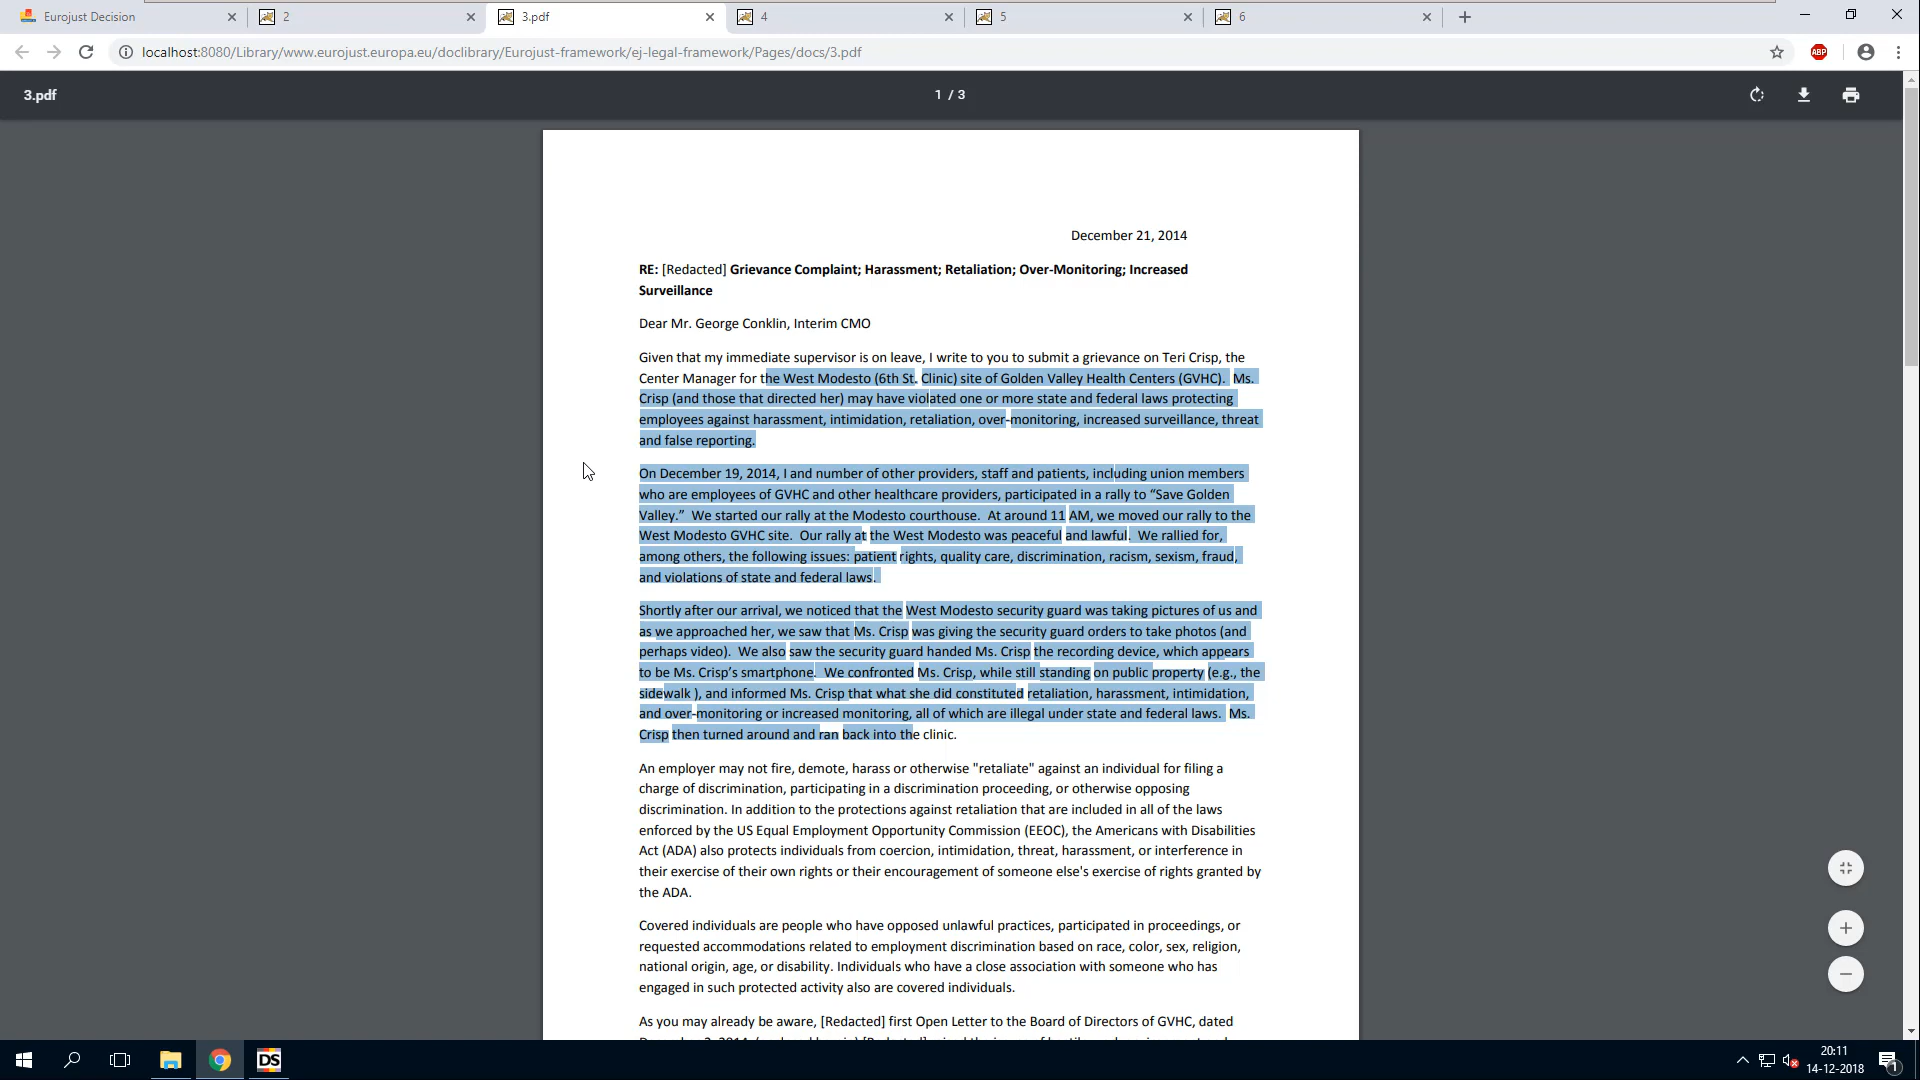 Eurojust Decision
2
3.pdf
4
5
6
localhost:8080/Library/www.eurojust.europa.eu/doclibrary/Eurojust-framework/ej-legal-framework/Pages/docs/3.pdf
ABP
3.pdf
1 / 3
December 21, 2014
RE: [Redacted] Grievance Complaint; Harassment; Retaliation; Over-Monitoring; Increased
Surveillance
Dear Mr. George Conklin, Interim CMO
Given that my immediate supervisor is on leave, I write to you to submit a grievance on Teri Crisp, the
Center Manager for the West Modesto (6th St. Clinic) site of Golden Valley Health Centers (GVHC).  Ms.
Crisp (and those that directed her) may have violated one or more state and federal laws protecting
employees against harassment, intimidation, retaliation, over-monitoring, increased surveillance, threat
and false reporting.
On December 19, 2014, I and number of other providers, staff and patients, including union members
who are employees of GVHC and other healthcare providers, participated in a rally to “Save Golden
Valley.”  We started our rally at the Modesto courthouse.  At around 11 AM, we moved our rally to the
West Modesto GVHC site.  Our rally at the West Modesto was peaceful and lawful.  We rallied for,
among others, the following issues: patient rights, quality care, discrimination, racism, sexism, fraud,
and violations of state and federal laws.
Shortly after our arrival, we noticed that the West Modesto security guard was taking pictures of us and
as we approached her, we saw that Ms. Crisp was giving the security guard orders to take photos (and
perhaps video).  We also saw the security guard handed Ms. Crisp the recording device, which appears
to be Ms. Crisp’s smartphone.  We confronted Ms. Crisp, while still standing on public property (e.g., the
sidewalk ), and informed Ms. Crisp that what she did constituted retaliation, harassment, intimidation,
and over-monitoring or increased monitoring, all of which are illegal under state and federal laws.  Ms.
Crisp then turned around and ran back into the clinic.
An employer may not fire, demote, harass or otherwise "retaliate" against an individual for filing a
charge of discrimination, participating in a discrimination proceeding, or otherwise opposing
discrimination. In addition to the protections against retaliation that are included in all of the laws
enforced by the US Equal Employment Opportunity Commission (EEOC), the Americans with Disabilities
Act (ADA) also protects individuals from coercion, intimidation, threat, harassment, or interference in
their exercise of their own rights or their encouragement of someone else's exercise of rights granted by
the ADA.
Covered individuals are people who have opposed unlawful practices, participated in proceedings, or
requested accommodations related to employment discrimination based on race, color, sex, religion,
national origin, age, or disability. Individuals who have a close association with someone who has
engaged in such protected activity also are covered individuals.
As you may already be aware, [Redacted] first Open Letter to the Board of Directors of GVHC, dated
DS
20:11
14-12-2018
1